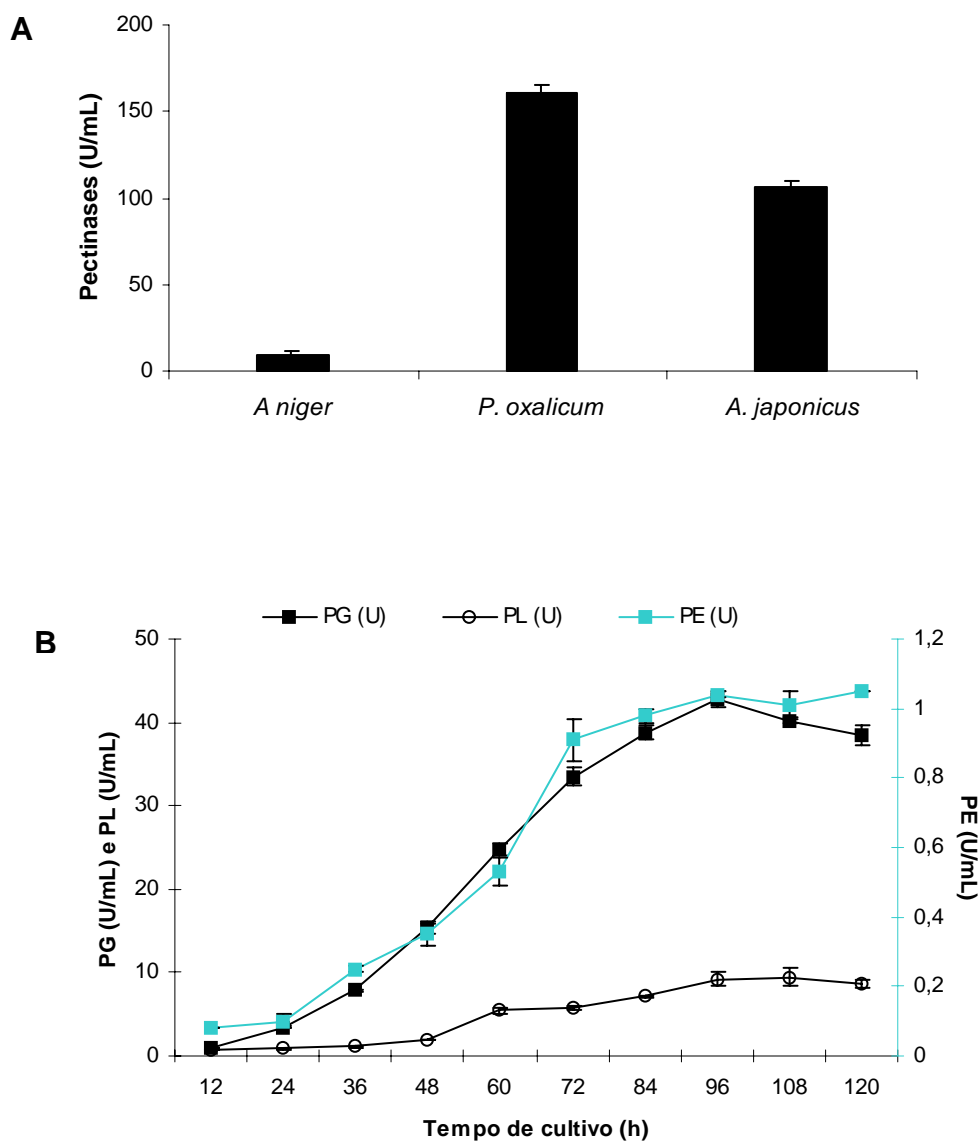 A
Pectinases (U/mL)
200
150
100
50
0
A niger
P. oxalicum
A. japonicus
B
PG (U)
PL (U)
PE (U)
PG (U/mL) e PL (U/mL)
50
40
30
20
10
0
1,2
1
0,8
0,6
0,4
0,2
0
PE (U/mL)
12 24 36 48 60 72 84 96 108 120
Tempo de cultivo (h)